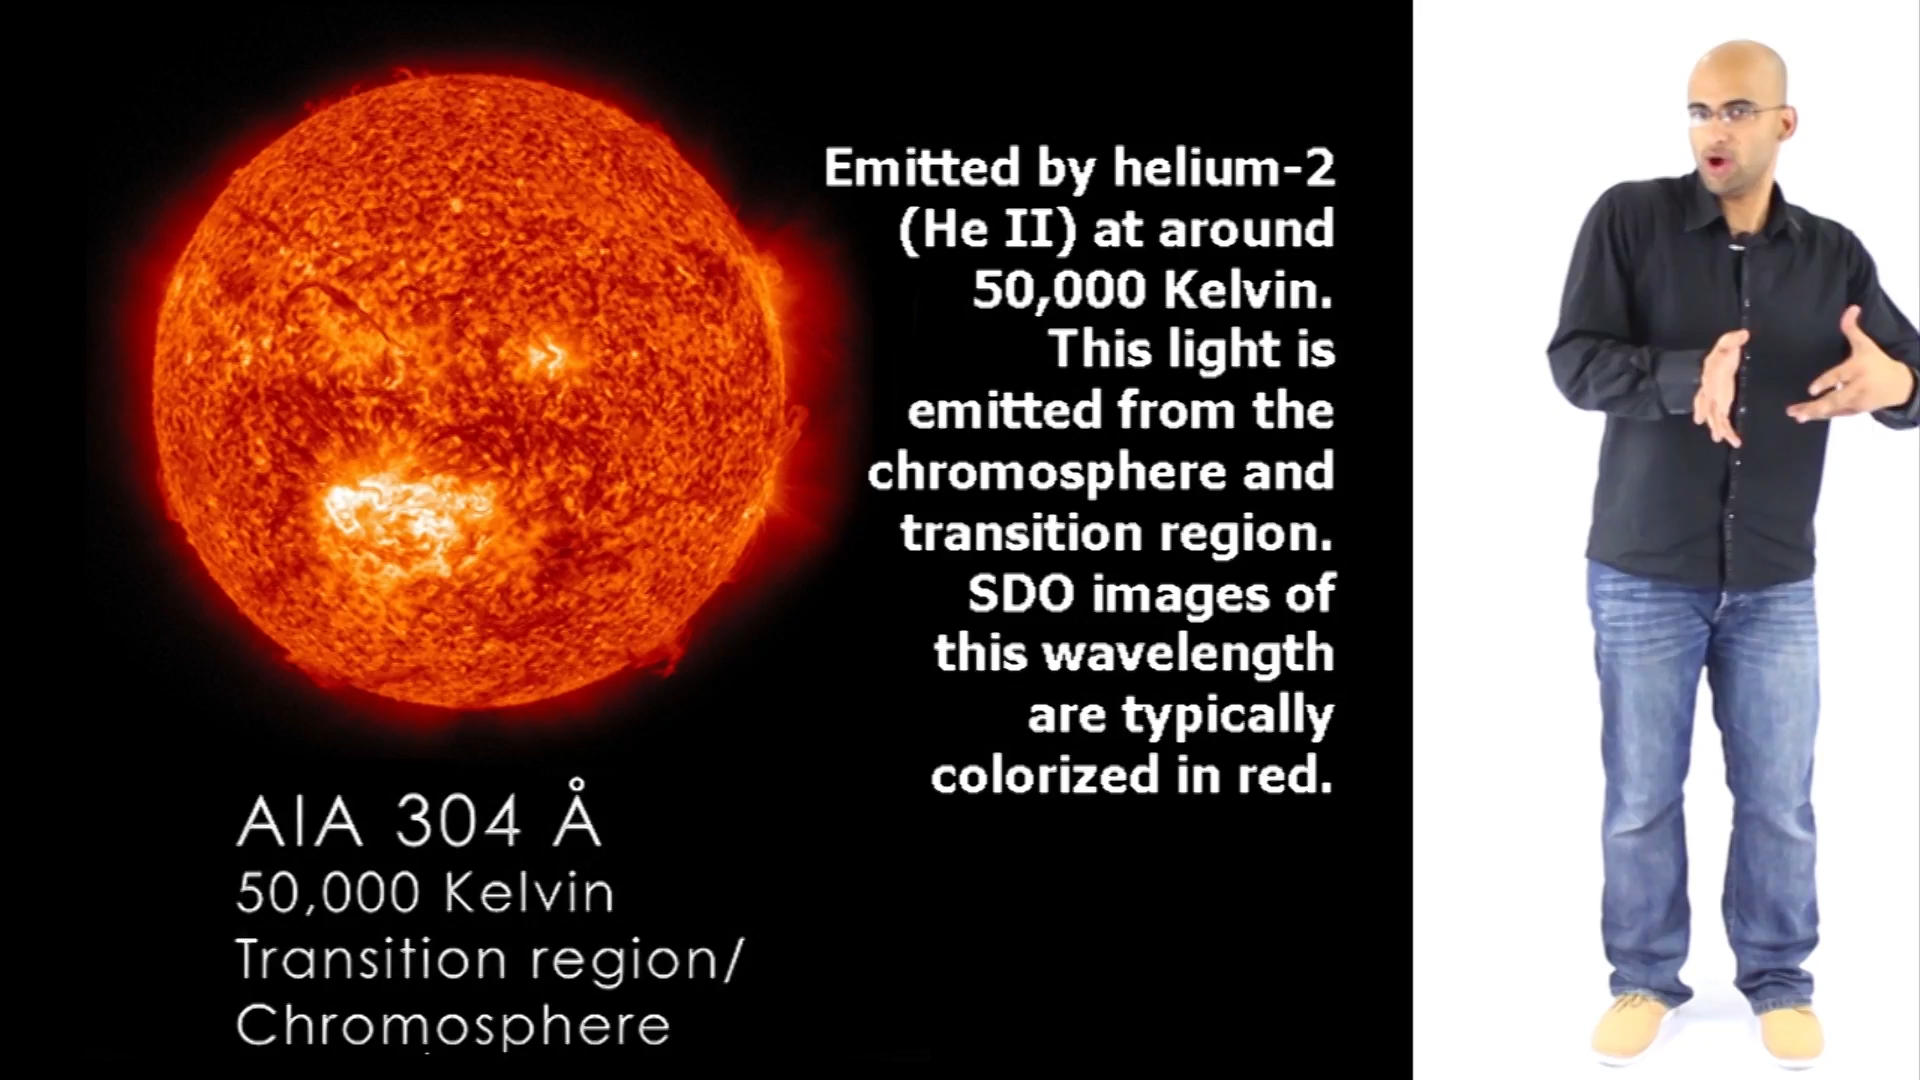 Emitted by helium-2
(He II) at around
50,000 Kelvin.
This light is
emitted from the
chromosphere and
transition region.
SDO images of
this wavelength
are typically
colorized in red.
AIA 304 Å
50,000 Kelvin
Transition region/
Chromosphere